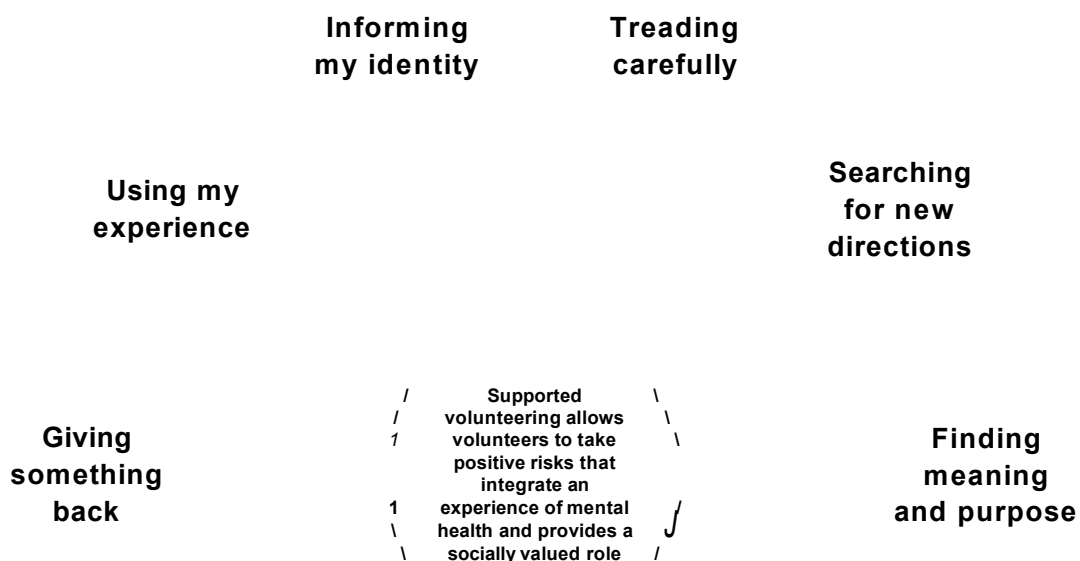 Informing
my identity
Treading
carefully
Using my
experience
Searching
for new
directions
Giving
something
back
/ Supported \
/ volunteering allows \
1 volunteers to take \
positive risks that
integrate an
1 experience of mental /
\ health and provides a J
\ socially valued role /
Finding
meaning
and purpose